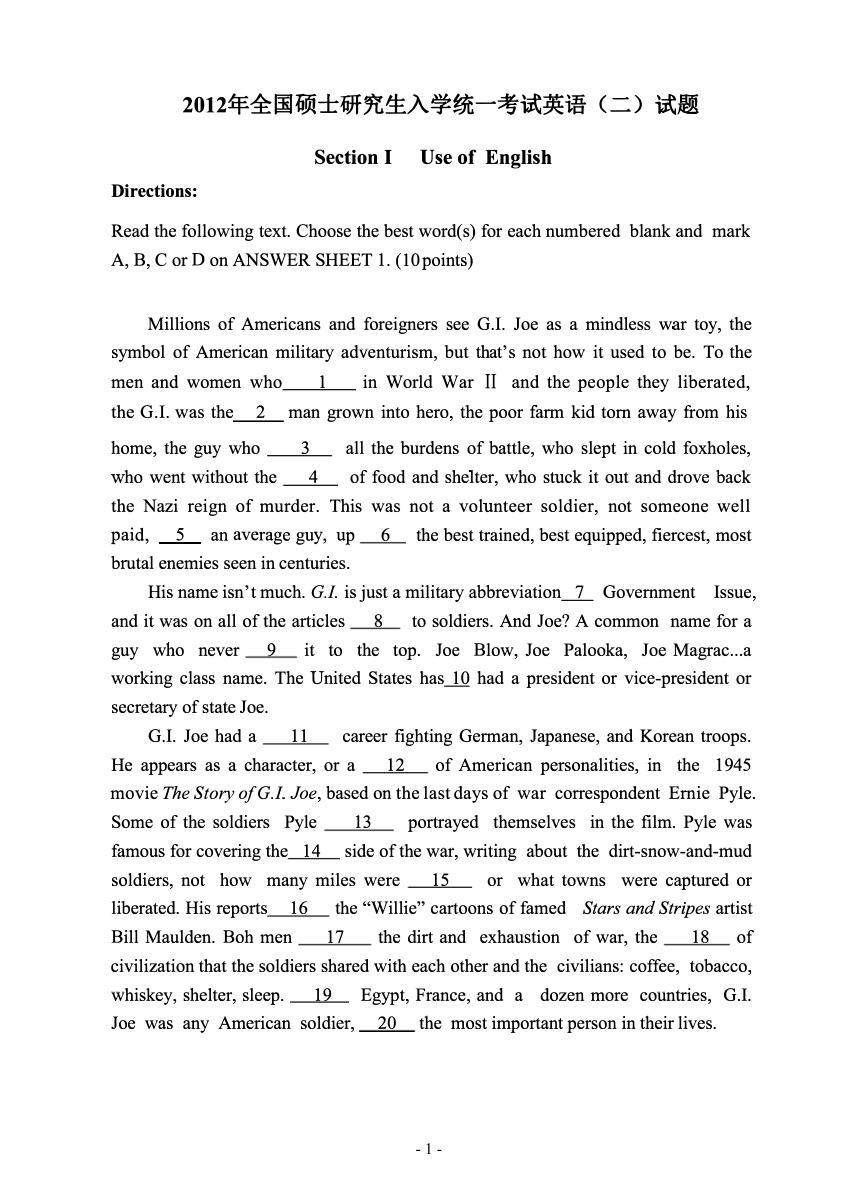 2012年全国硕士研究生入学统一考试英语（二）试题
Section I Use of English
Directions:
Read the following text. Choose the best word(s) for each numbered blank and mark
A, B, C or D on ANSWER SHEET 1. (10 points)
Millions of Americans and foreigners see G.I. Joe as a mindless war toy, the
symbol of American military adventurism, but that’s not how it used to be. To the
men and women who 1 in World War Ⅱ and the people they liberated,
the G.I. was the 2 man grown into hero, the poor farm kid torn away from his
home, the guy who 3 all the burdens of battle, who slept in cold foxholes,
who went without the 4 of food and shelter, who stuck it out and drove back
the Nazi reign of murder. This was not a volunteer soldier, not someone well
paid, 5 an average guy, up 6 the best trained, best equipped, fiercest, most
brutal enemies seen in centuries.
His name isn’t much. G.I. is just a military abbreviation 7 Government Issue,
and it was on all of the articles 8 to soldiers. And Joe? A common name for a
guy who never 9 it to the top. Joe Blow, Joe Palooka, Joe Magrac...a
working class name. The United States has 10 had a president or vice-president or
secretary of state Joe.
G.I. Joe had a 11 career fighting German, Japanese, and Korean troops.
He appears as a character, or a 12 of American personalities, in the 1945
movie The Story of G.I. Joe, based on the last days of war correspondent Ernie Pyle.
Some of the soldiers Pyle 13 portrayed themselves in the film. Pyle was
famous for covering the 14 side of the war, writing about the dirt-snow-and-mud
soldiers, not how many miles were 15 or what towns were captured or
liberated. His reports 16 the “Willie” cartoons of famed Stars and Stripes artist
Bill Maulden. Boh men 17 the dirt and exhaustion of war, the 18 of
civilization that the soldiers shared with each other and the civilians: coffee, tobacco,
whiskey, shelter, sleep. 19 Egypt, France, and a dozen more countries, G.I.
Joe was any American soldier, 20 the most important person in their lives.
- 1 -